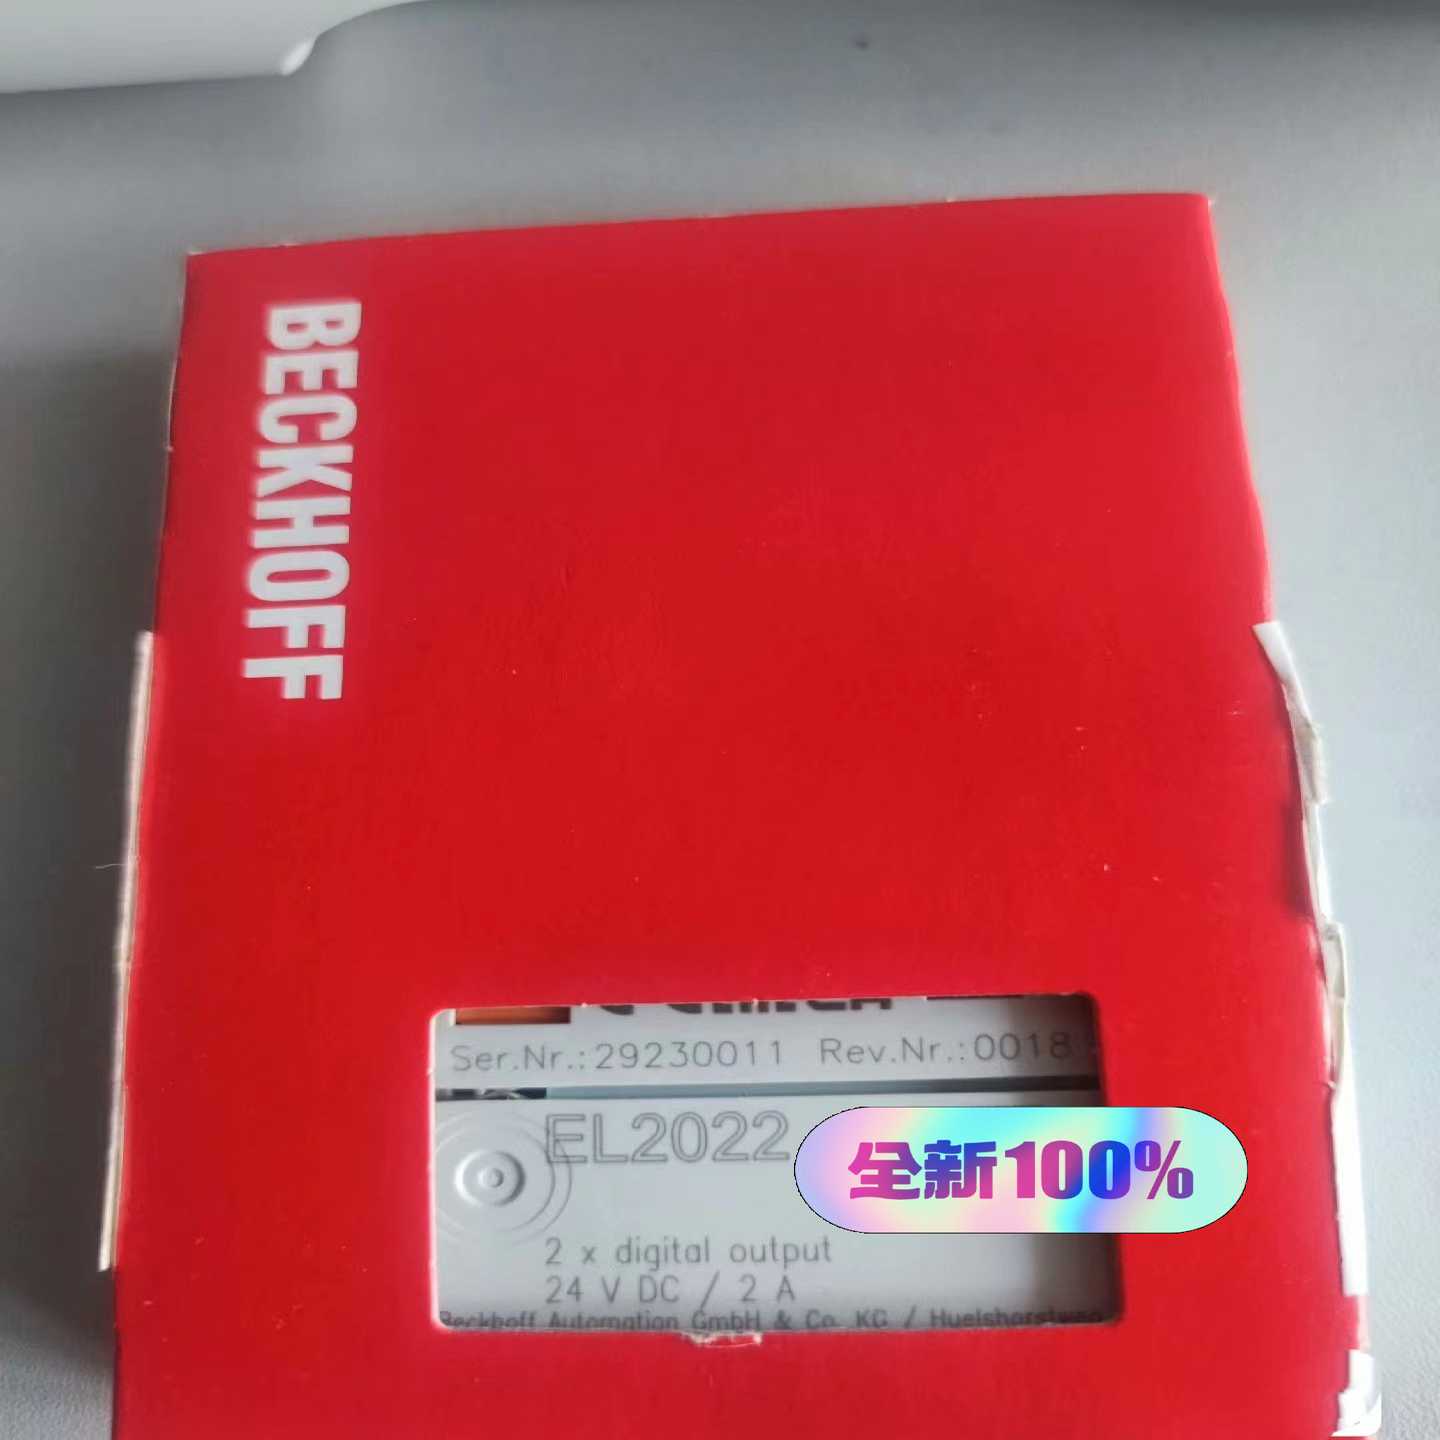 BECKHOFF
Ser.Nr.:29230011 Rev.Nr.:0018
EL2022
全新100%
2 x digital output
24 V DC / 2 A
Beckhoff Automation GmbH & Co. KG / Huelshorstweg